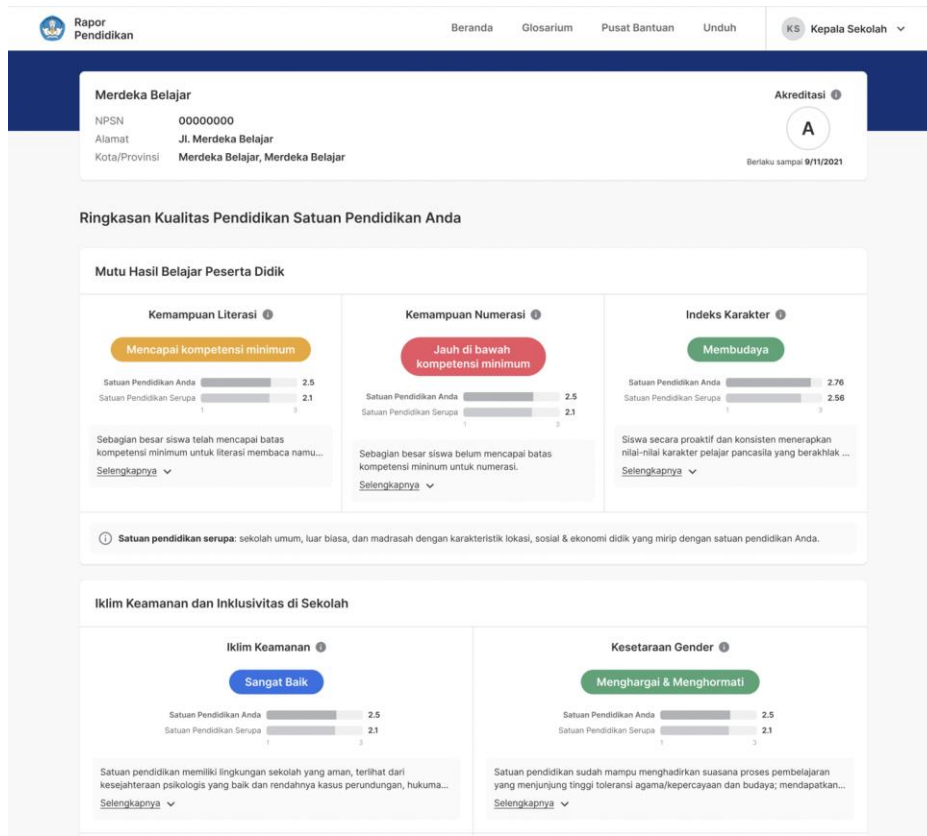 Rapor
Pendidikan
Beranda
Glosarium
Pusat Bantuan
Unduh
KS
Kepala Sekolah
Merdeka Belajar
NPSN 00000000
Alamat Jl. Merdeka Belajar
Kota/Provinsi Merdeka Belajar, Merdeka Belajar
Akreditasi
A
Berlaku sampai 9/11/2021
Ringkasan Kualitas Pendidikan Satuan Pendidikan Anda
Mutu Hasil Belajar Peserta Didik
Kemampuan Literasi
Mencapai kompetensi minimum
Satuan Pendidikan Anda 2.5
Satuan Pendidikan Serupa 2.1
1 3
Sebagian besar siswa telah mencapai batas
kompetensi minimum untuk literasi membaca namu...
Selengkapnya
Kemampuan Numerasi
Jauh di bawah
kompetensi minimum
Satuan Pendidikan Anda 2.5
Satuan Pendidikan Serupa 2.1
1 3
Sebagian besar siswa belum mencapai batas
kompetensi mininum untuk numerasi.
Selengkapnya
Indeks Karakter
Membudaya
Satuan Pendidikan Anda 2.76
Satuan Pendidikan Serupa 2.56
1 3
Siswa secara proaktif dan konsisten menerapkan
nilai-nilai karakter pelajar pancasila yang berakhlak ...
Selengkapnya
Satuan pendidikan serupa: sekolah umum, luar biasa, dan madrasah dengan karakteristik lokasi, sosial & ekonomi didik yang mirip dengan satuan pendidikan Anda.
Iklim Keamanan dan Inklusivitas di Sekolah
Iklim Keamanan
Sangat Baik
Satuan Pendidikan Anda 2.5
Satuan Pendidikan Serupa 2.1
1 3
Satuan pendidikan memiliki lingkungan sekolah yang aman, terlihat dari
kesejahteraan psikologis yang baik dan rendahnya kasus perundungan, hukuma...
Selengkapnya
Kesetaraan Gender
Menghargai & Menghormati
Satuan Pendidikan Anda 2.5
Satuan Pendidikan Serupa 2.1
1 3
Satuan pendidikan sudah mampu menghadirkan suasana proses pembelajaran
yang menjunjung tinggi toleransi agama/kepercayaan dan budaya; mendapatkan...
Selengkapnya